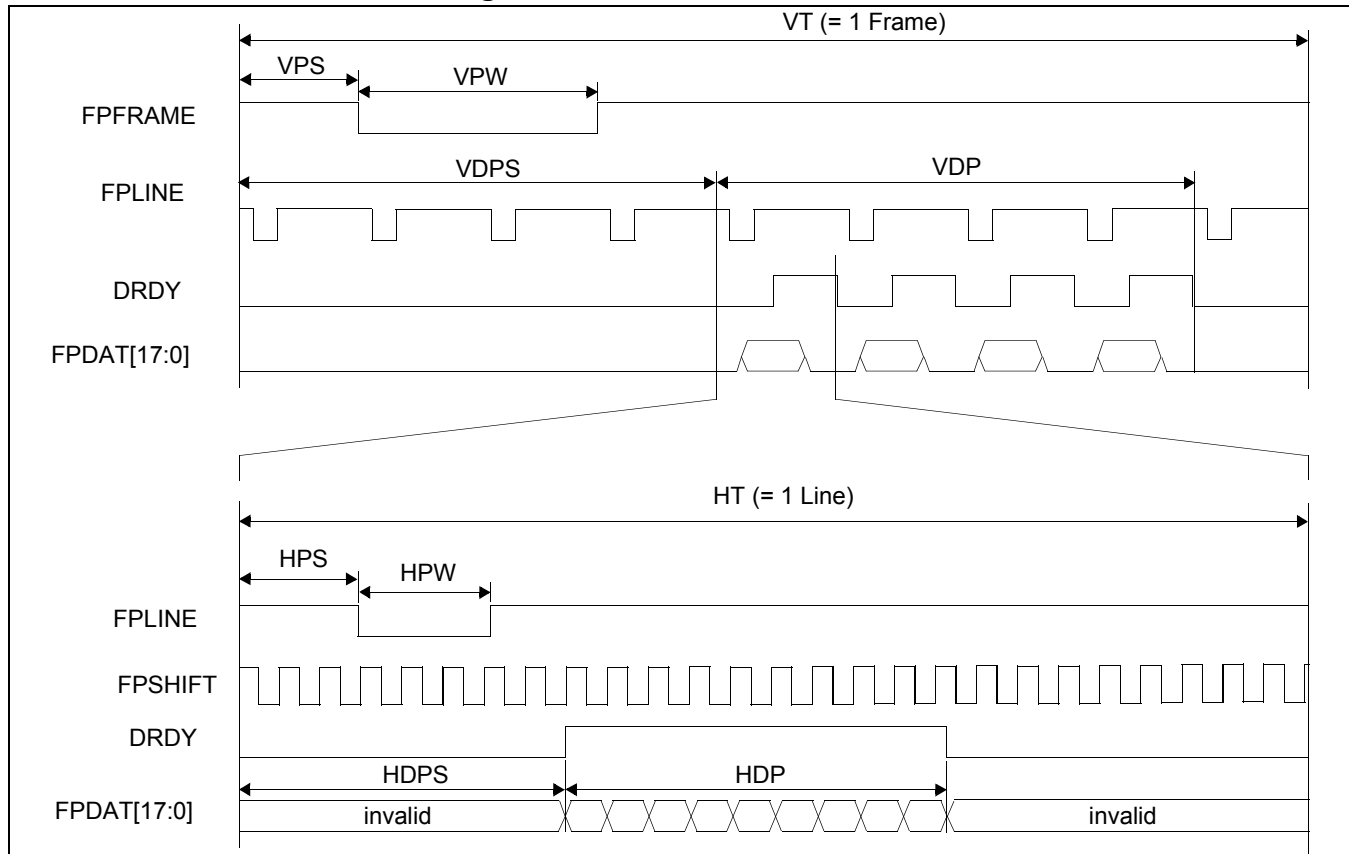 VT (= 1 Frame)
VPS
VPW
FPFRAME
VDPS
VDP
FPLINE
DRDY
FPDAT[17:0]
HT (= 1 Line)
HPS
HPW
FPLINE
FPSHIFT
DRDY
HDPS
HDP
FPDAT[17:0]
invalid
invalid